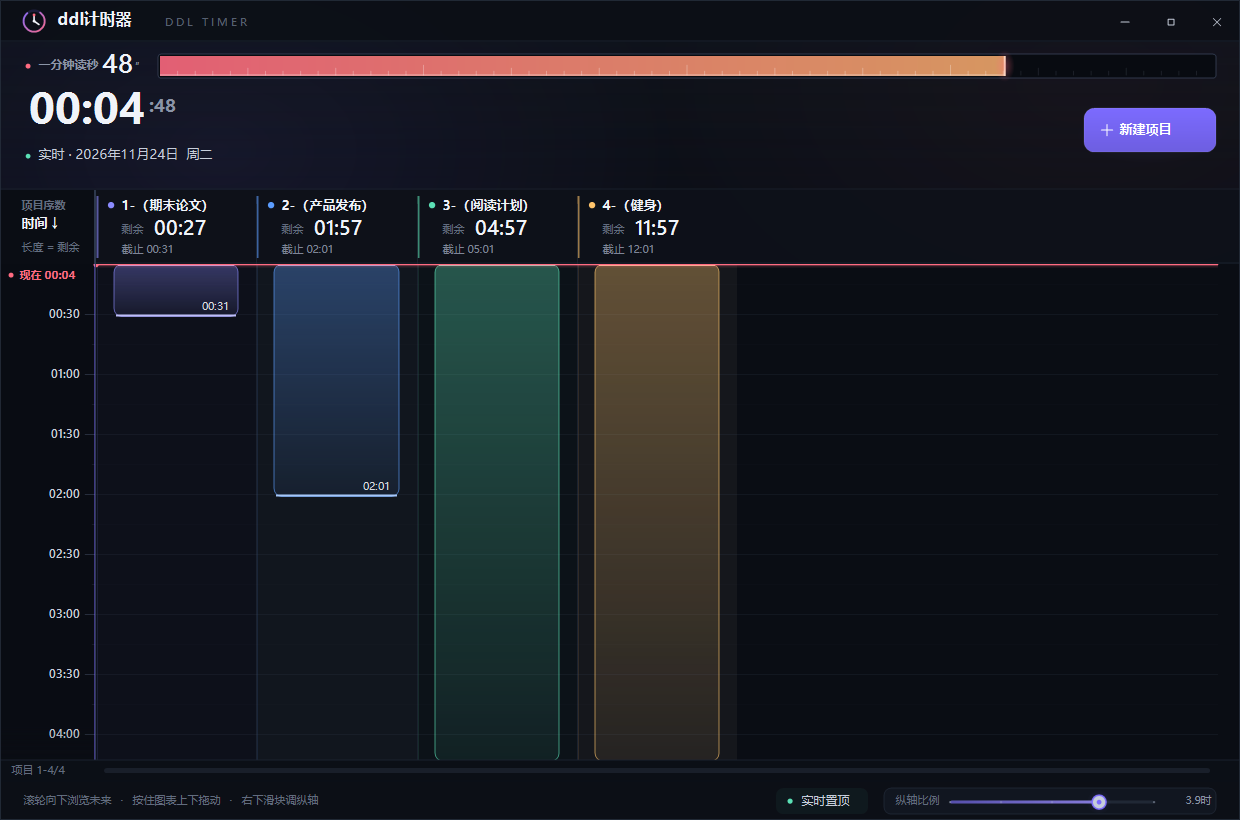 ddl计时器 DDL TIMER
一分钟读秒 48"
00:04 :48
+ 新建项目
实时 · 2026年11月24日 周二
项目序数
时间↓
长度 = 剩余
1-（期末论文）
剩余 00:27
截止 00:31
2-（产品发布）
剩余 01:57
截止 02:01
3-（阅读计划）
剩余 04:57
截止 05:01
4-（健身）
剩余 11:57
截止 12:01
现在 00:04
00:31
00:30
01:00
01:30
02:01
02:00
02:30
03:00
03:30
04:00
项目 1-4/4
滚轮向下浏览未来 · 按住图表上下拖动 · 右下滑块调纵轴
实时置顶
纵轴比例 3.9时